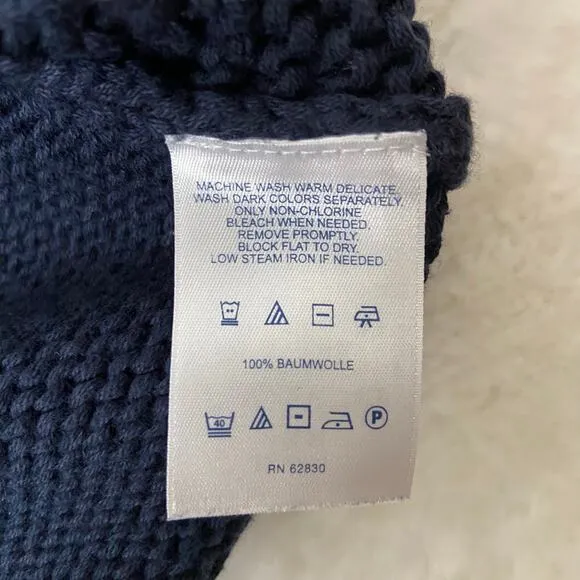 MACHINE WASH WARM DELICATE.
WASH DARK COLORS SEPARATELY.
ONLY NON-CHLORINE
BLEACH WHEN NEEDED.
REMOVE PROMPTLY.
BLOCK FLAT TO DRY.
LOW STEAM IRON IF NEEDED.
100% BAUMWOLLE
40 P
RN 62830